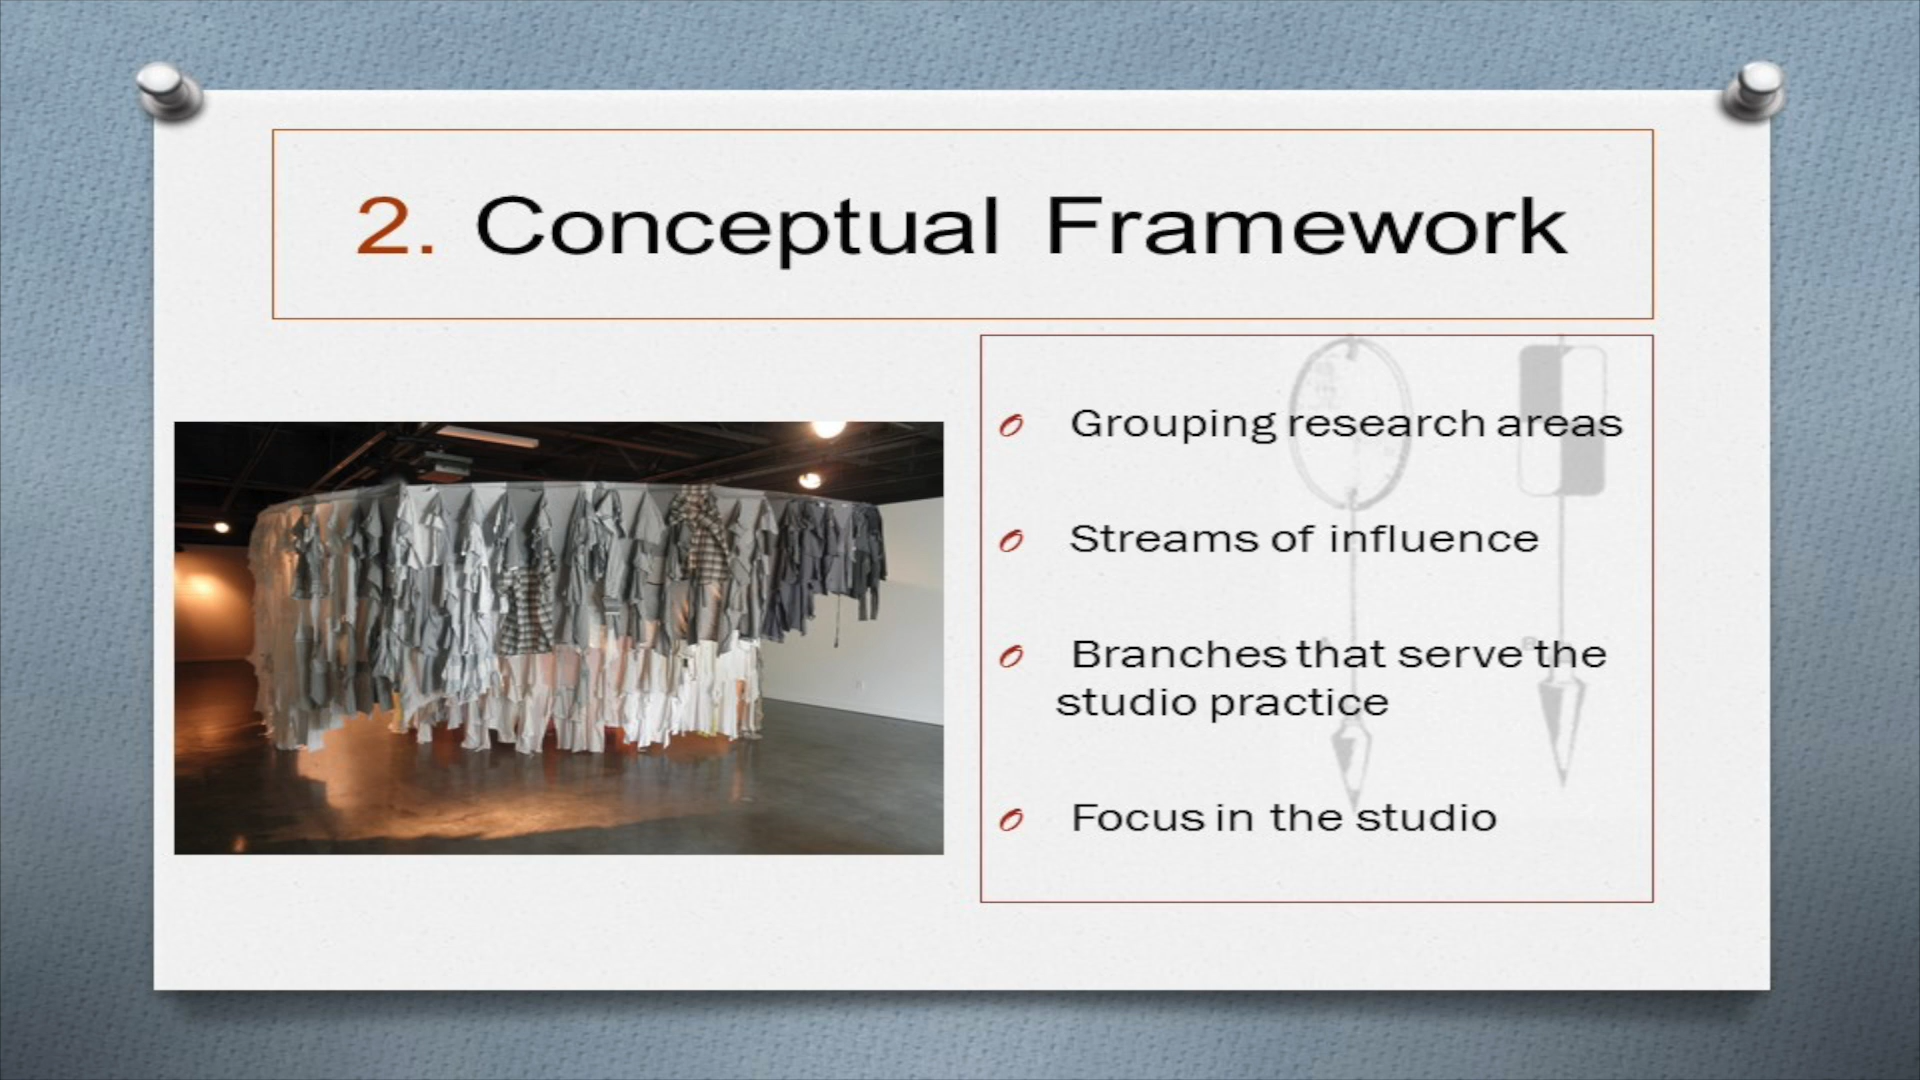 2. Conceptual Framework
Grouping research areas
Streams of influence
Branches that serve the
studio practice
Focus in the studio